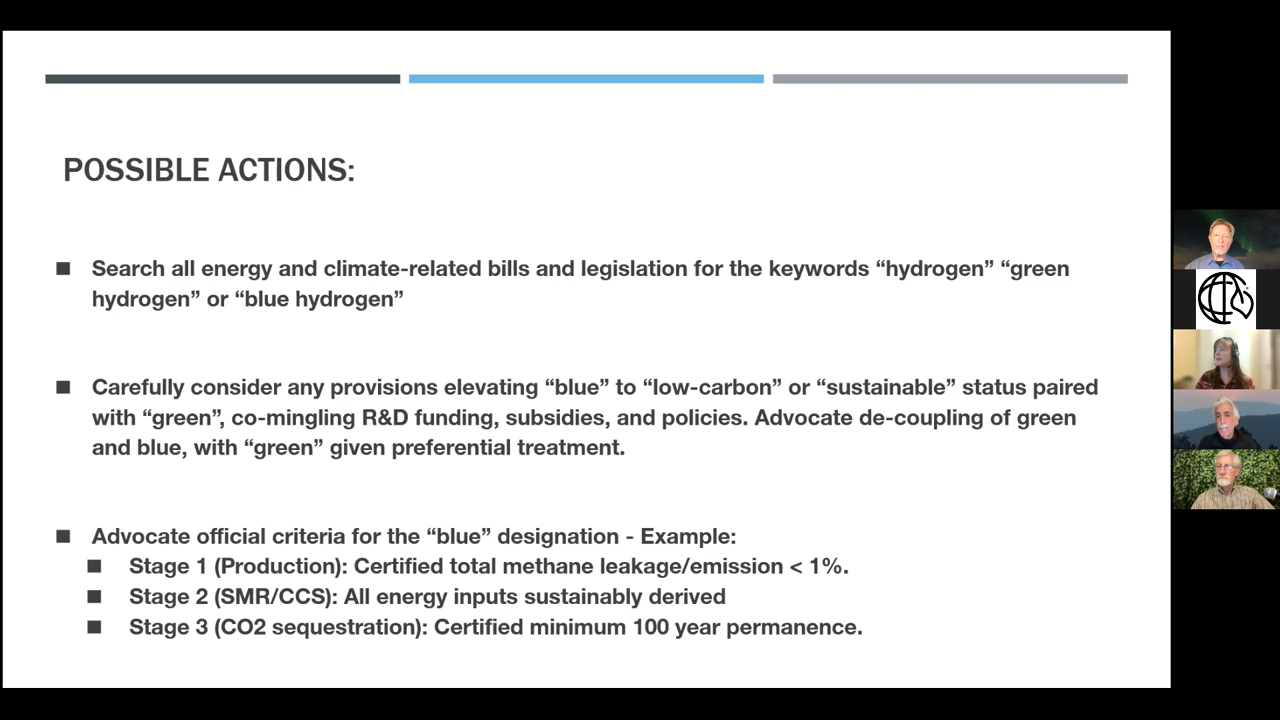 POSSIBLE ACTIONS:
■ Search all energy and climate-related bills and legislation for the keywords “hydrogen” “green
hydrogen” or “blue hydrogen”
■ Carefully consider any provisions elevating “blue” to “low-carbon” or “sustainable” status paired
with “green”, co-mingling R&D funding, subsidies, and policies. Advocate de-coupling of green
and blue, with “green” given preferential treatment.
■ Advocate official criteria for the “blue” designation - Example:
■ Stage 1 (Production): Certified total methane leakage/emission < 1%.
■ Stage 2 (SMR/CCS): All energy inputs sustainably derived
■ Stage 3 (CO2 sequestration): Certified minimum 100 year permanence.